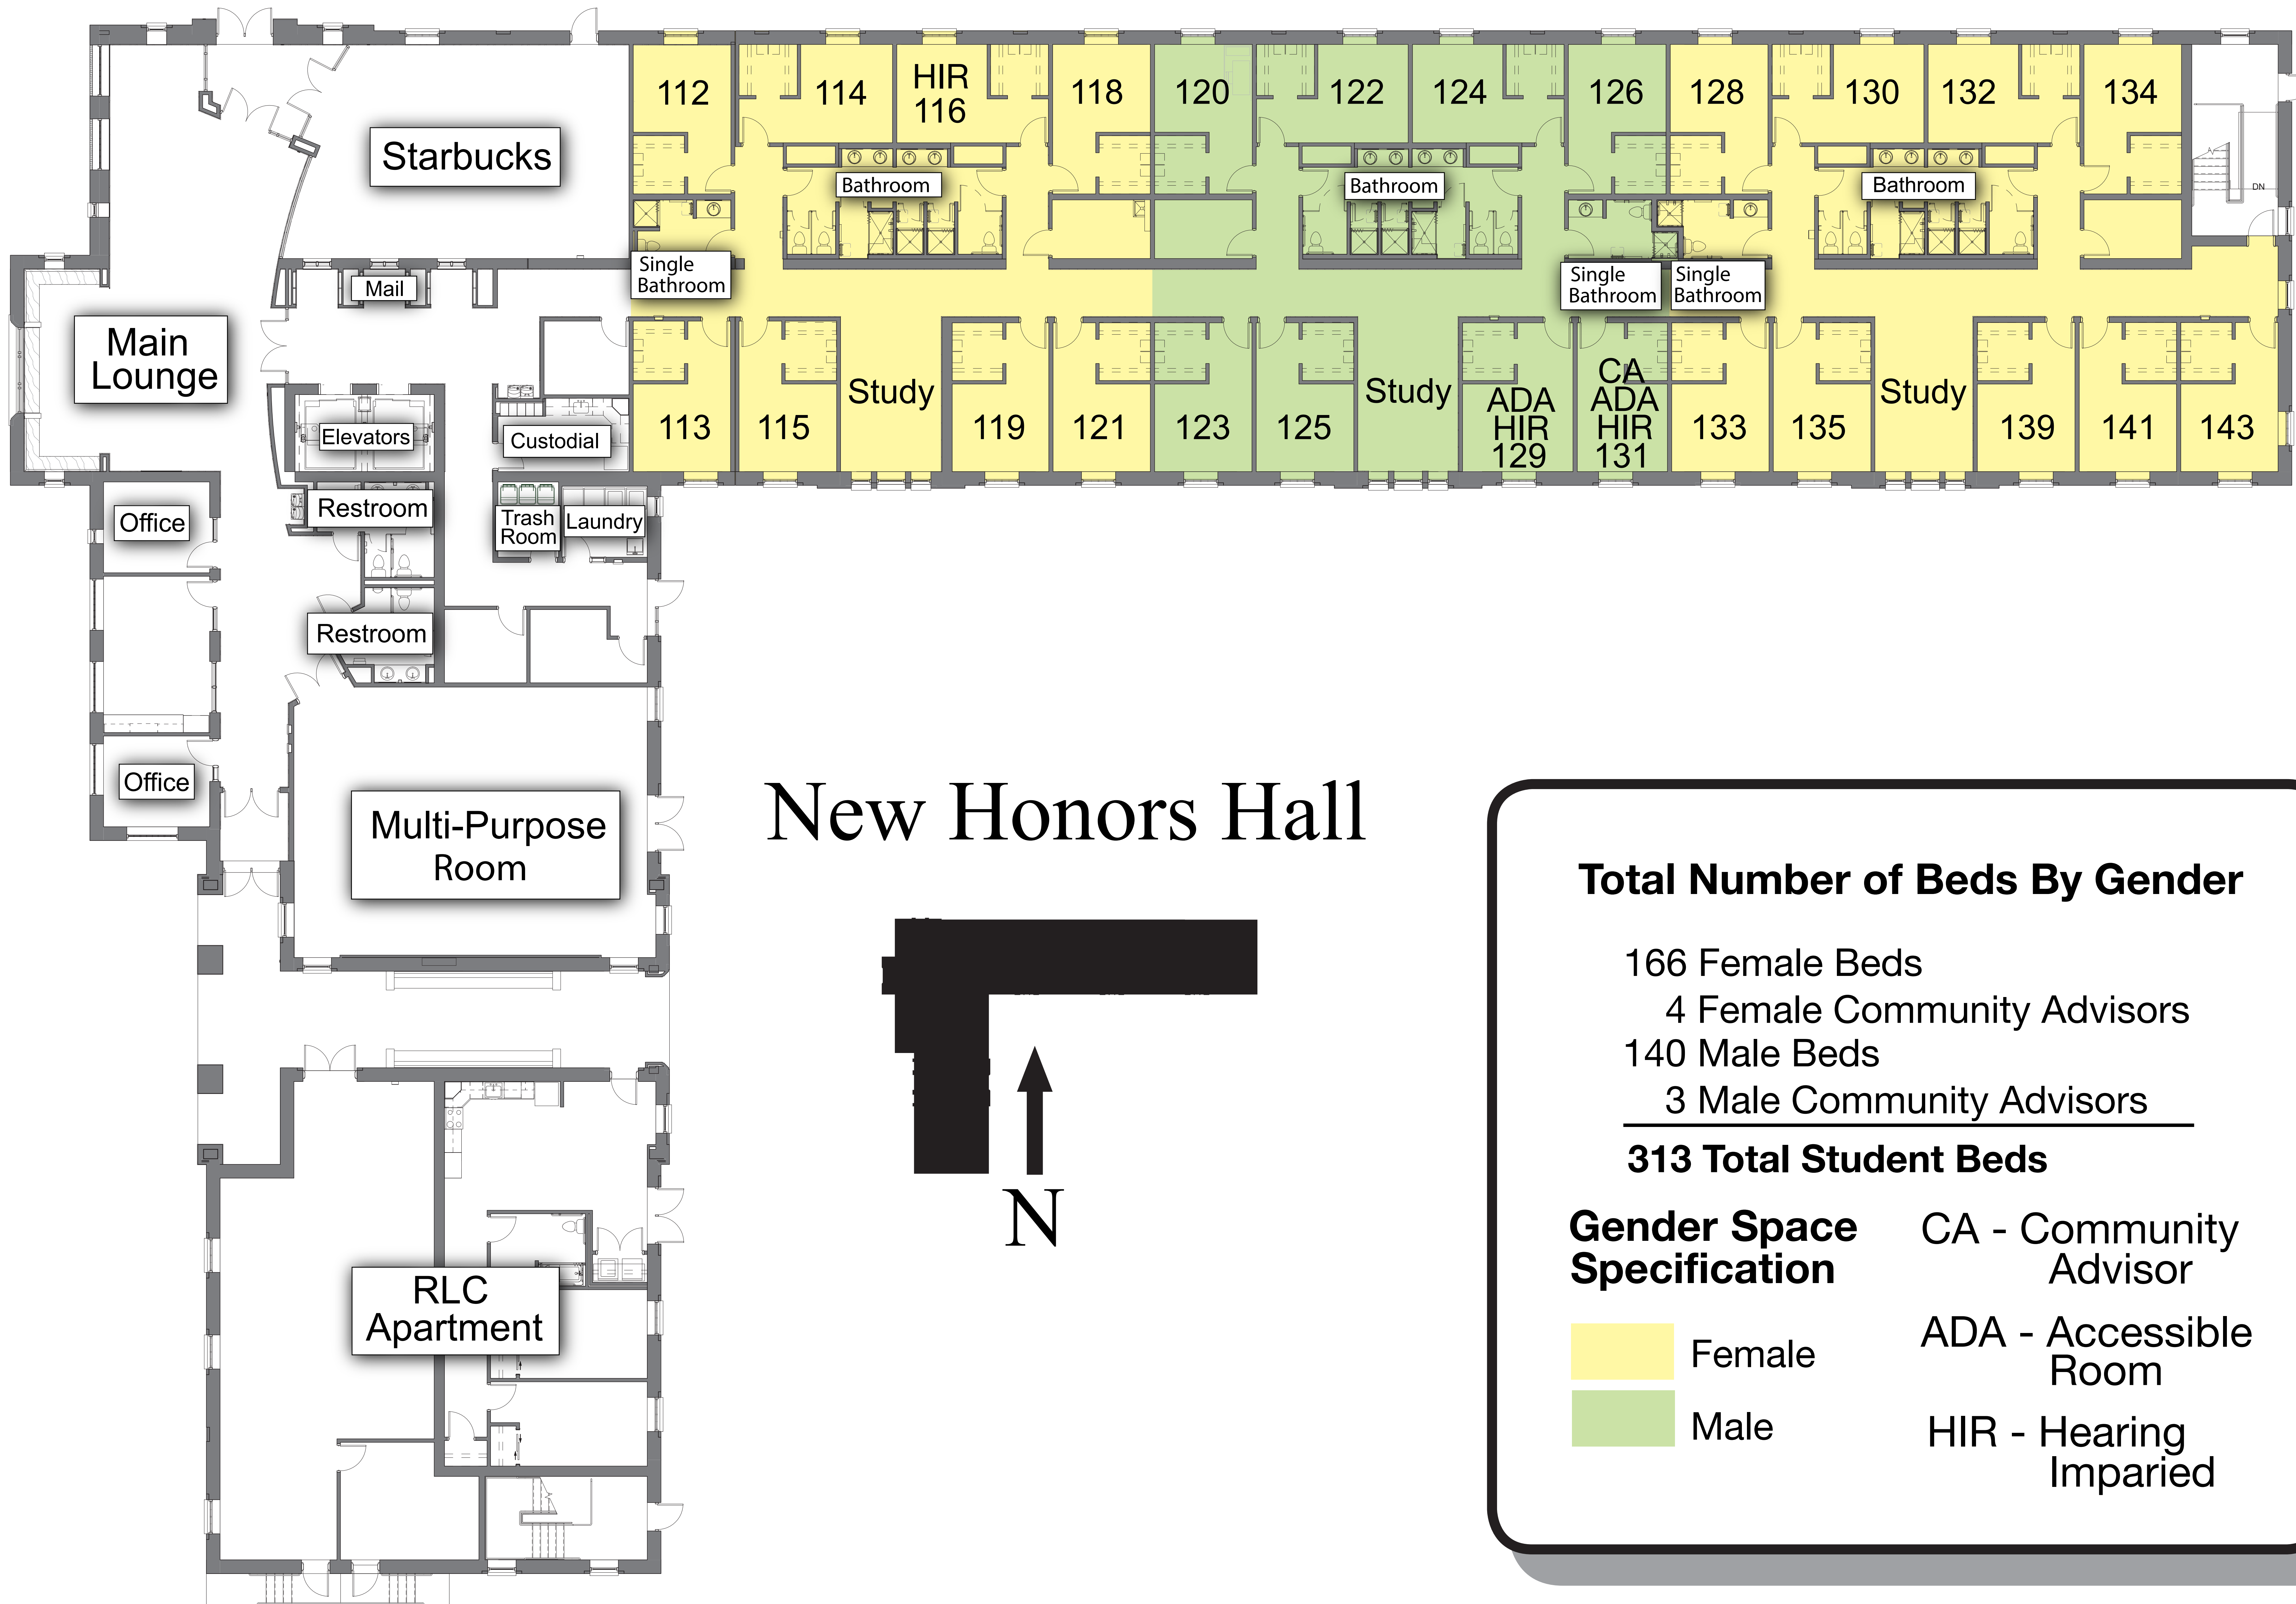 112
114
HIR
116
118
120
122
124
126
128
130
132
134
Starbucks
Bathroom
Bathroom
Bathroom
DN
Single
Bathroom
Single
Bathroom
Single
Bathroom
Mail
Main
Lounge
Elevators
Custodial
113
115
Study
119
121
123
125
Study
ADA
HIR
129
CA
ADA
HIR
131
133
135
Study
139
141
143
Office
Restroom
Trash
Room
Laundry
Restroom
Office
Multi-Purpose
Room
RLC
Apartment
New Honors Hall
N
Total Number of Beds By Gender
166 Female Beds
4 Female Community Advisors
140 Male Beds
3 Male Community Advisors
313 Total Student Beds
Gender Space
Specification
Female
Male
CA - Community
Advisor
ADA - Accessible
Room
HIR - Hearing
Imparied